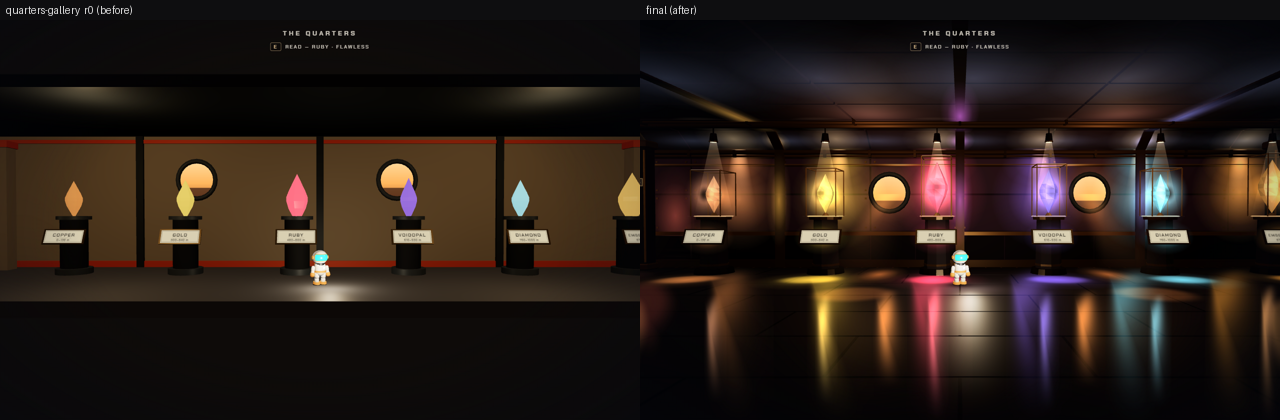 quarters-gallery r0 (before)
final (after)
THE QUARTERS
E READ — RUBY · FLAWLESS
COPPER
GOLD
RUBY
VOIDOPAL
DIAMOND
THE QUARTERS
E READ — RUBY · FLAWLESS
COPPER
GOLD
RUBY
VOIDOPAL
DIAMOND